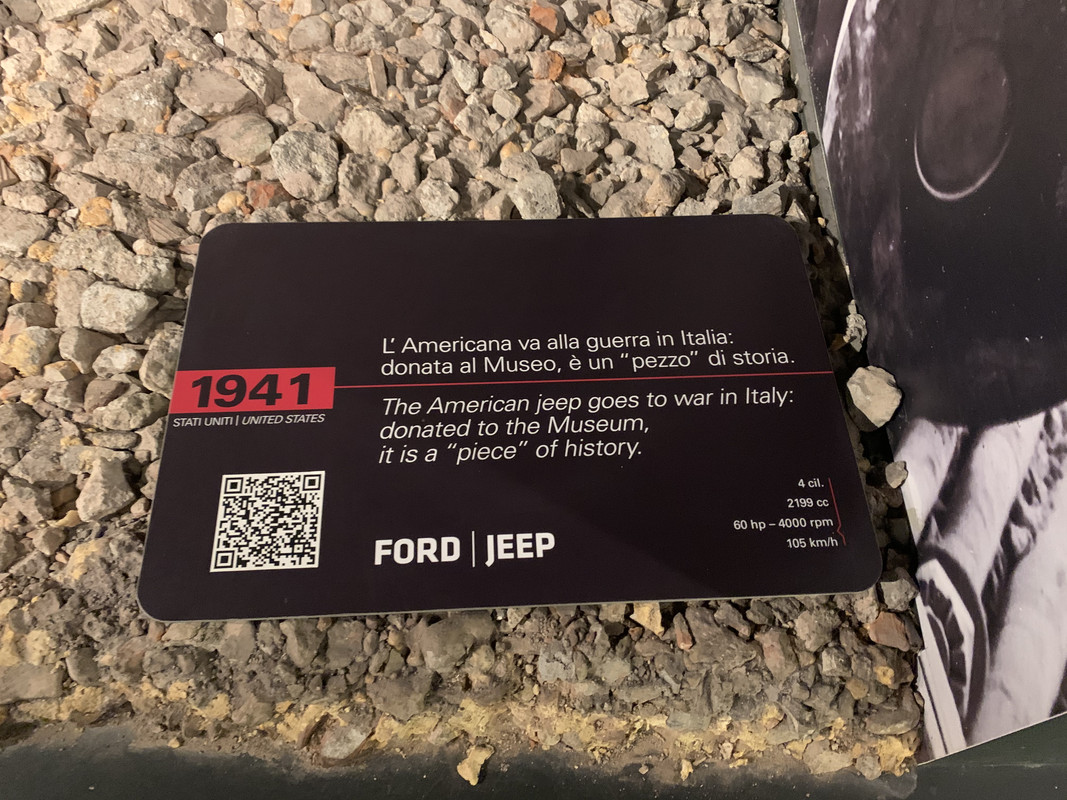 L' Americana va alla guerra in Italia:
donata al Museo, è un “pezzo” di storia.
1941
STATI UNITI | UNITED STATES
The American jeep goes to war in Italy:
donated to the Museum,
it is a “piece” of history.
4 cil.
2199 cc
60 hp – 4000 rpm
105 km/h
FORD | JEEP